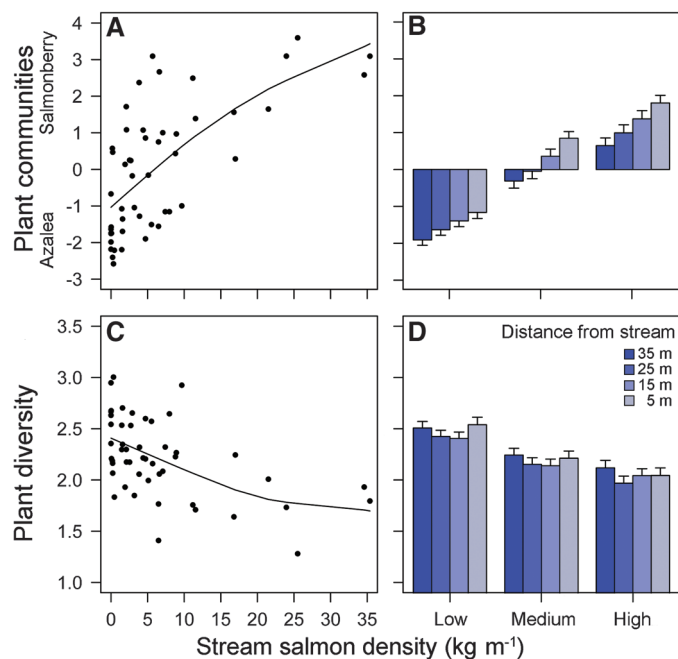 A
B
Plant communities
Azalea
Salmonberry
4
3
2
1
0
-1
-2
-3
C
D
Plant diversity
3.5
3.0
2.5
2.0
1.5
1.0
Distance from stream
35 m
25 m
15 m
5 m
0 5 10 15 20 25 30 35
Low Medium High
Stream salmon density (kg m⁻¹)